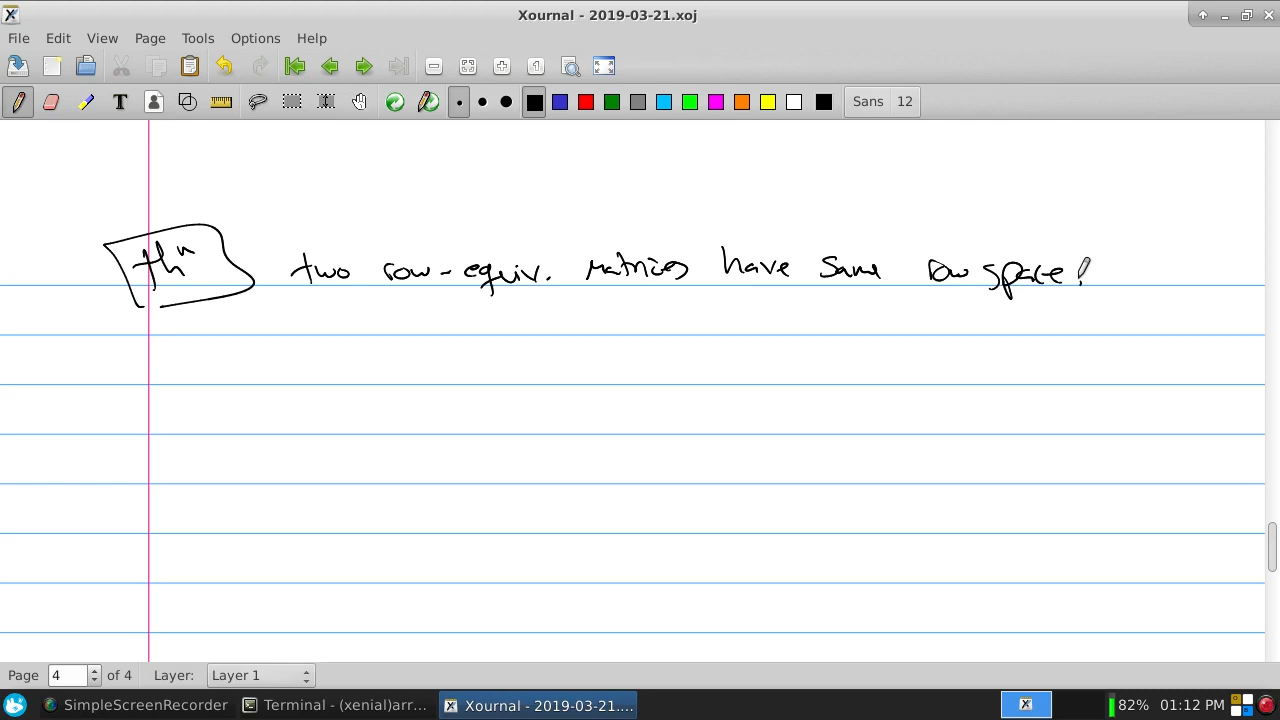 Xournal - 2019-03-21.xoj
File Edit View Page Tools Options Help
Sans 12
thm two row-equiv. matrices have same row space!
Page 4 of 4 Layer: Layer 1
SimpleScreenRecorder Terminal - (xenial)arr... Xournal - 2019-03-21.... 82% 01:12 PM